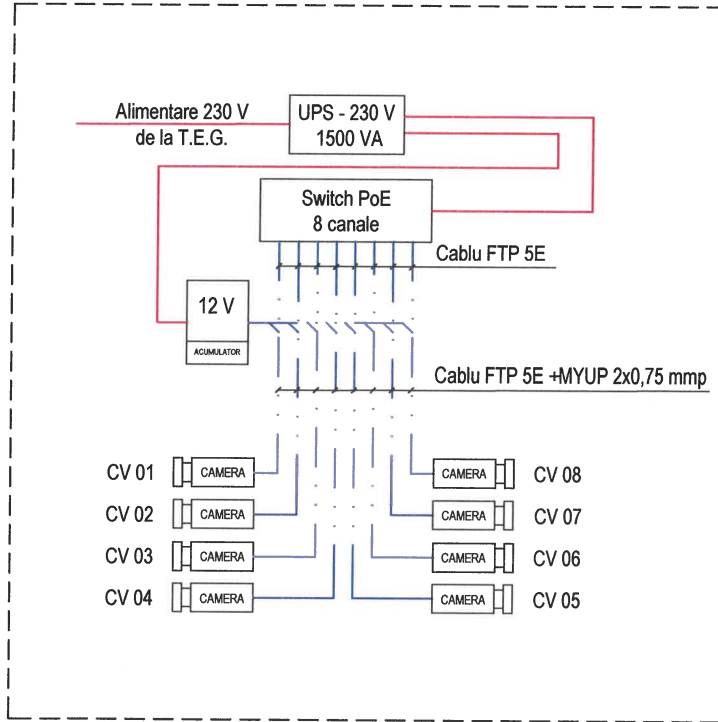 Alimentare 230 V
de la T.E.G.
UPS - 230 V
1500 VA
Switch PoE
8 canale
Cablu FTP 5E
12 V
ACUMULATOR
Cablu FTP 5E +MYUP 2x0,75 mmp
CV 01
CAMERA
CAMERA
CV 08
CV 02
CAMERA
CAMERA
CV 07
CV 03
CAMERA
CAMERA
CV 06
CV 04
CAMERA
CAMERA
CV 05